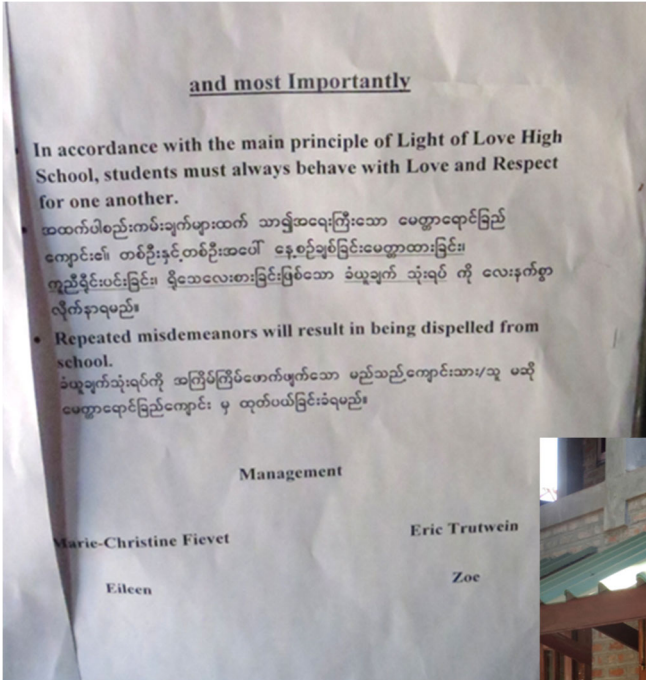 and most Importantly
In accordance with the main principle of Light of Love High
School, students must always behave with Love and Respect
for one another.
• အထက်ပါစည်းကမ်းချက်များထက် သာ၍အရေးကြီးသော မေတ္တာရောင်ခြည်
ကျောင်း၏၊ တစ်ဦးနှင့်တစ်ဦးအပေါ် နေ့စဉ်ချစ်ခြင်းမေတ္တာထားခြင်း၊
ကူညီရိုင်းပင်းခြင်း၊ ရိုသေလေးစားခြင်းဖြစ်သော ခံယူချက် သုံးရပ် ကို လေးနက်စွာ
လိုက်နာရမည်။
• Repeated misdemeanors will result in being dispelled from
school.
ခံယူချက်သုံးရပ်ကို အကြိမ်ကြိမ်ဖောက်ဖျက်သော မည်သည့်ကျောင်းသား/သူ မဆို
မေတ္တာရောင်ခြည်ကျောင်း မှ ထုတ်ပယ်ခြင်းခံရမည်။
Management
Marie-Christine Fievet Eric Trutwein
Eileen Zoe